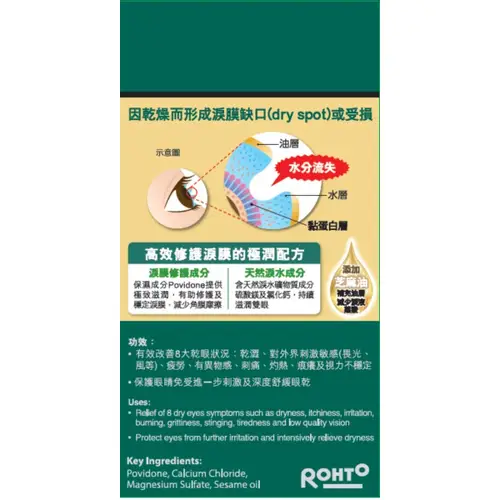 因乾燥而形成淚膜缺口(dry spot)或受損
示意圖
油層
水分流失
水層
黏蛋白層
高效修護淚膜的極潤配方
淚膜修護成分
保濕成分Povidone提供
極致滋潤，有助修護及
穩定淚膜、減少角膜摩擦
天然淚水成分
含天然淚水礦物質成分
硫酸鎂及氯化鈣，持續
滋潤雙眼
添加
芝麻油
補充油層
減少淚液
蒸發
功效：
• 有效改善8大乾眼狀況：乾澀、對外界刺激敏感(畏光、
風等)、疲勞、有異物感、刺痛、灼熱、痕癢及視力不穩定
• 保護眼睛免受進一步刺激及深度舒緩眼乾
Uses:
• Relief of 8 dry eyes symptoms such as dryness, itchiness, irritation,
burning, grittiness, stinging, tiredness and low quality vision
• Protect eyes from further irritation and intensively relieve dryness
Key Ingredients:
Povidone, Calcium Chloride,
Magnesium Sulfate, Sesame oil
ROHTO